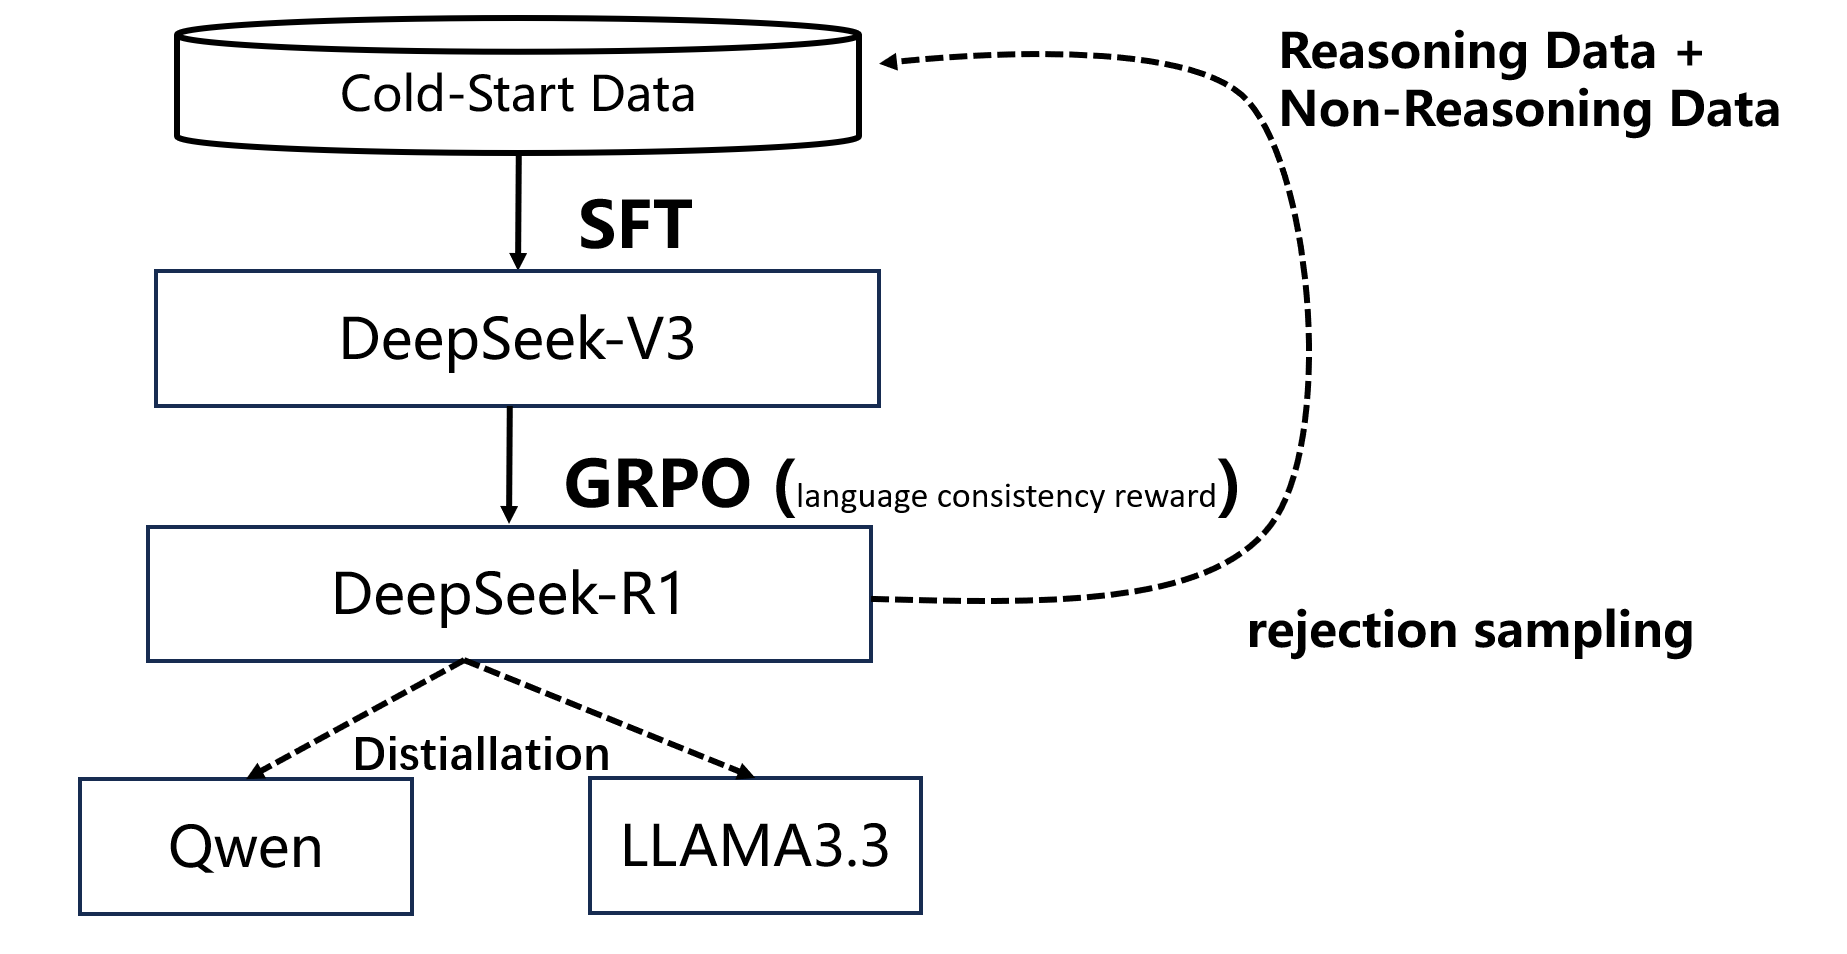 Cold-Start Data
Reasoning Data +
Non-Reasoning Data
SFT
DeepSeek-V3
GRPO (language consistency reward)
DeepSeek-R1
rejection sampling
Distiallation
Qwen
LLAMA3.3